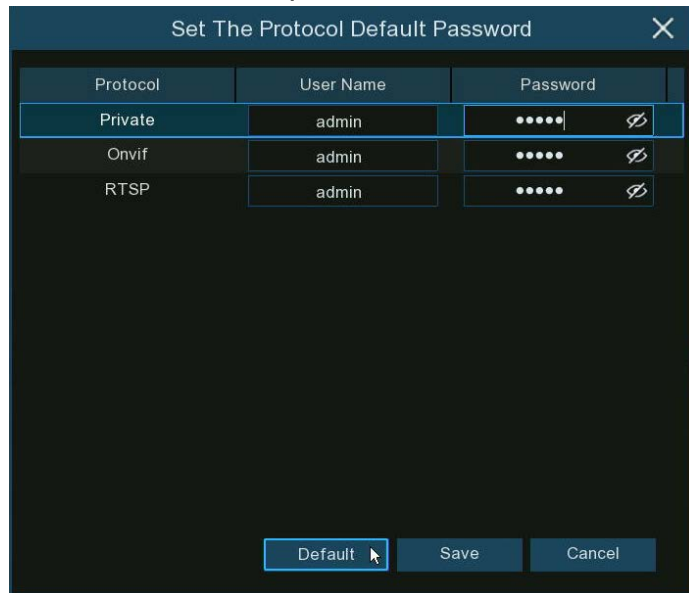 Set The Protocol Default Password
Protocol User Name Password
Private admin •••••
Onvif admin •••••
RTSP admin •••••
Default Save Cancel